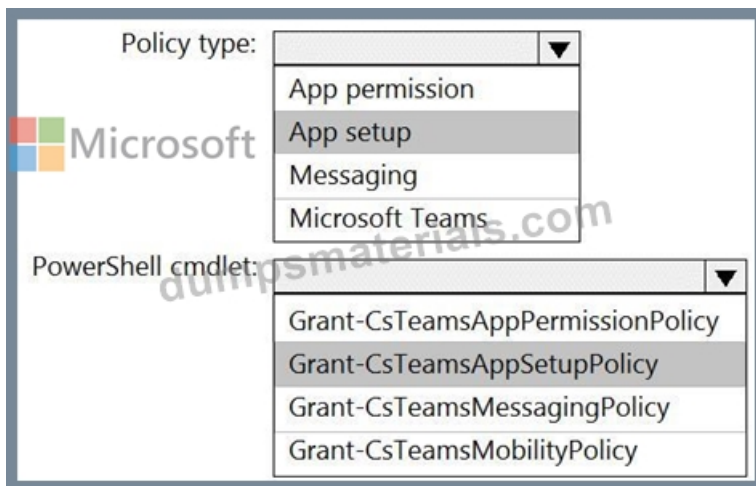 Policy type:
App permission
App setup
Microsoft
Messaging
Microsoft Teams
dumpsmaterials.com
PowerShell cmdlet:
Grant-CsTeamsAppPermissionPolicy
Grant-CsTeamsAppSetupPolicy
Grant-CsTeamsMessagingPolicy
Grant-CsTeamsMobilityPolicy